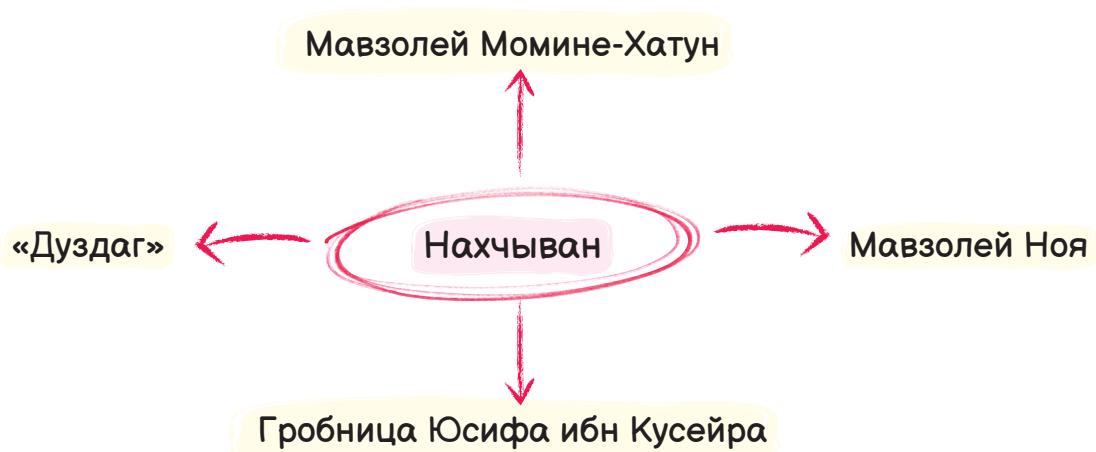 Мавзолей Момине-Хатун
«Дуздаг»
Нахчыван
Мавзолей Ноя
Гробница Юсифа ибн Кусейра